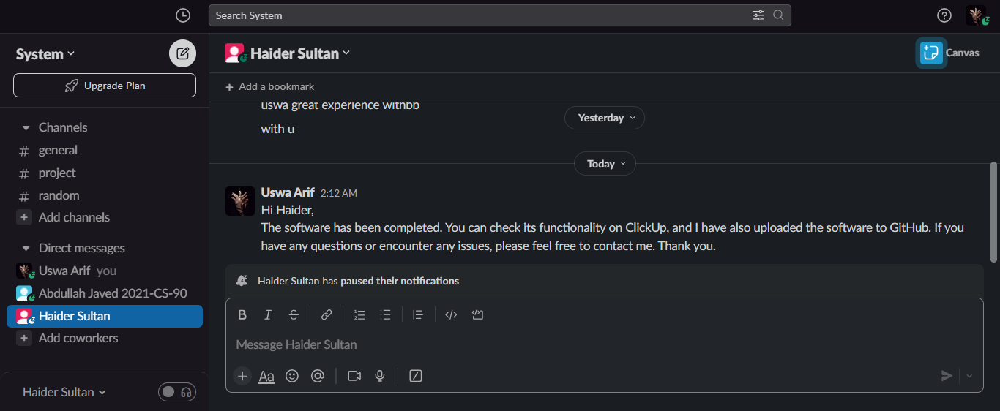 Search System
System
Haider Sultan
Canvas
Upgrade Plan
+ Add a bookmark
uswa great experience withbb
Yesterday
with u
Channels
# general
# project
# random
+ Add channels
Today
Uswa Arif 2:12 AM
Hi Haider,
The software has been completed. You can check its functionality on ClickUp, and I have also uploaded the software to GitHub. If you
have any questions or encounter any issues, please feel free to contact me. Thank you.
Direct messages
Uswa Arif you
Abdullah Javed 2021-CS-90
Haider Sultan
+ Add coworkers
Haider Sultan has paused their notifications
B I S
Message Haider Sultan
+ Aa @
Haider Sultan